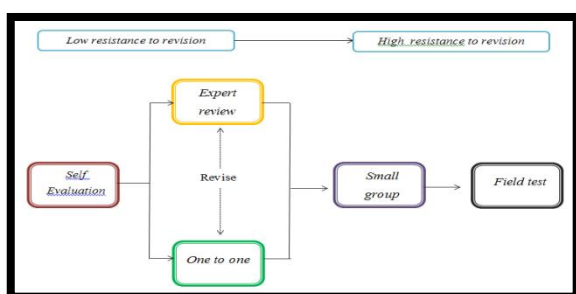 Low resistance to revision
High resistance to revision
Expert
review
Self
Evaluation
Revise
Small
group
Field test
One to one